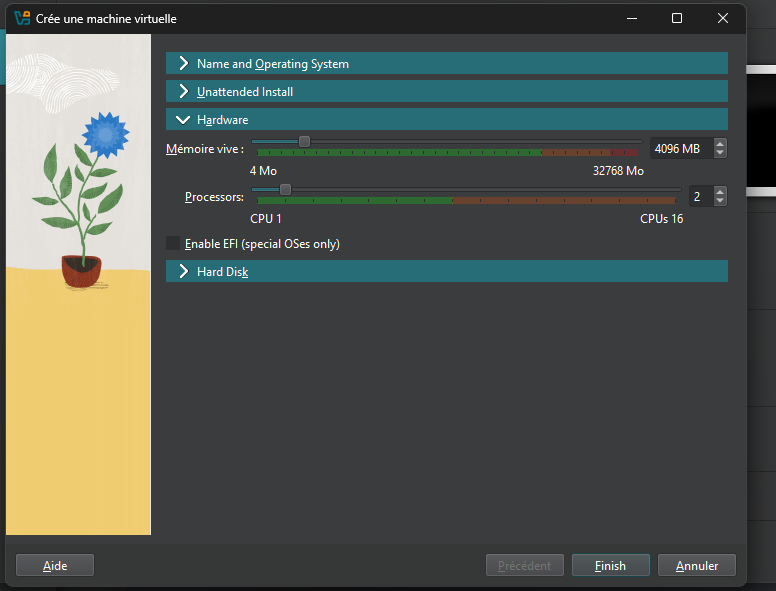 Crée une machine virtuelle
Name and Operating System
Unattended Install
Hardware
Mémoire vive : 4096 MB
4 Mo 32768 Mo
Processors: 2
CPU 1 CPUs 16
Enable EFI (special OSes only)
Hard Disk
Aide Précédent Finish Annuler